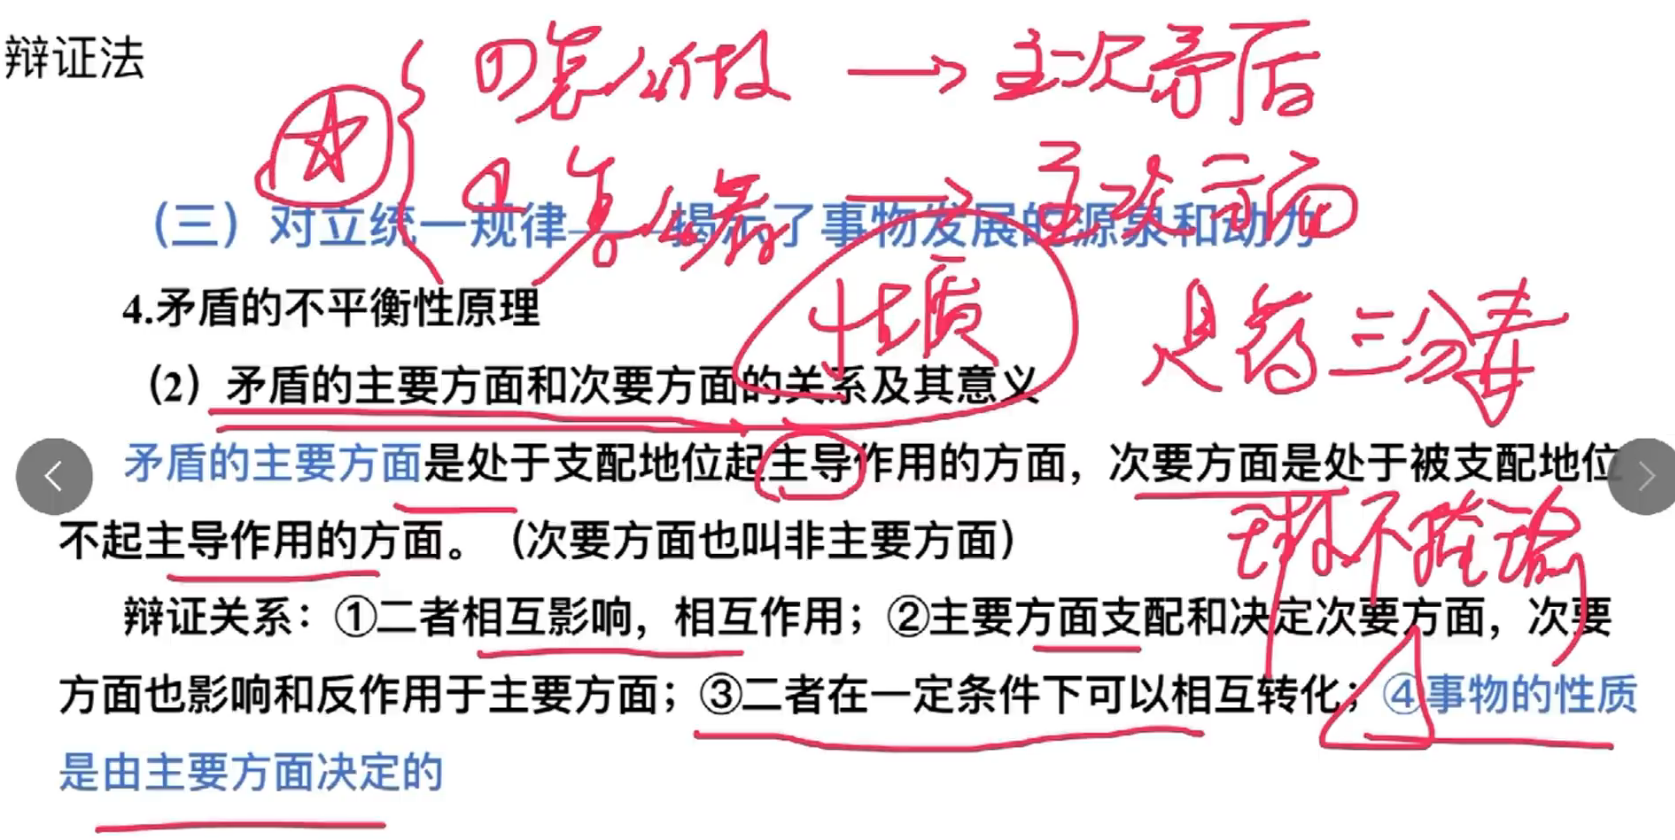 辩证法
①怎么做 → 主次矛盾
②怎么看 → 主次方面
（三）对立统一规律——揭示了事物发展的源泉和动力
4.矛盾的不平衡性原理
性质
是药三分毒
（2）矛盾的主要方面和次要方面的关系及其意义
矛盾的主要方面是处于支配地位起主导作用的方面，次要方面是处于被支配地位
不起主导作用的方面。（次要方面也叫非主要方面）
瑕不掩瑜
辩证关系：①二者相互影响，相互作用；②主要方面支配和决定次要方面，次要
方面也影响和反作用于主要方面；③二者在一定条件下可以相互转化；④事物的性质
是由主要方面决定的